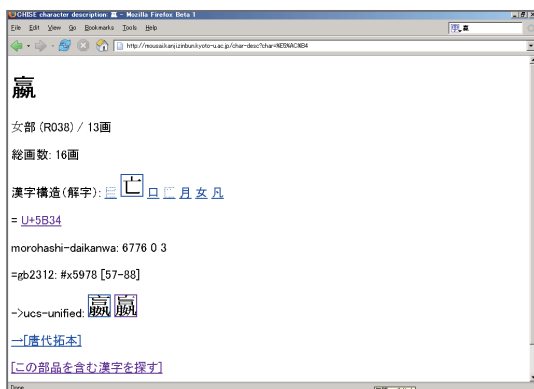 CHISE character description: 嬴 - Mozilla Firefox Beta 1
File Edit View Go Bookmarks Tools Help
http://mousai.kanji.zinbun.kyoto-u.ac.jp/char-desc?char=%E5%AC%B4
嬴
女部 (R038) / 13画
総画数: 16画
漢字構造(解字): ⿳ 亡 口 ⿲ 月 女 凡
= U+5B34
morohashi-daikanwa: 6776 0 3
=gb2312: #x5978 [57-88]
->ucs-unified: 嬴 嬴
→[唐代拓本]
[この部品を含む漢字を探す]
Done